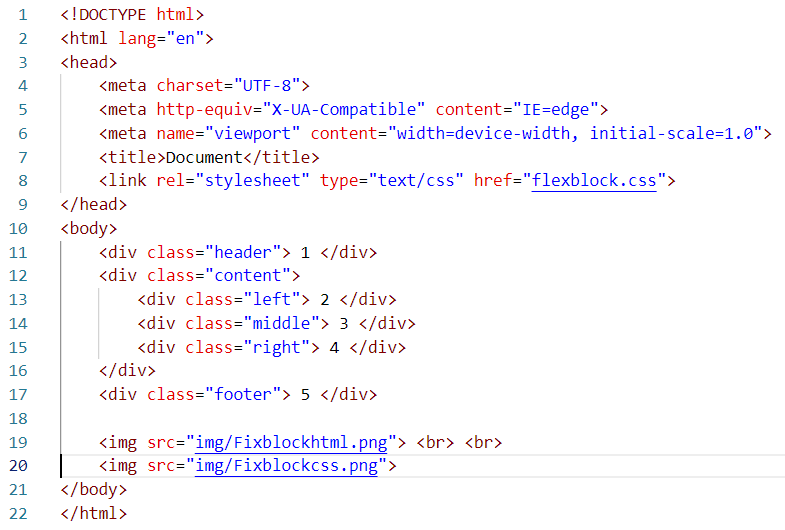 1 <!DOCTYPE html>
2 <html lang="en">
3 <head>
4     <meta charset="UTF-8">
5     <meta http-equiv="X-UA-Compatible" content="IE=edge">
6     <meta name="viewport" content="width=device-width, initial-scale=1.0">
7     <title>Document</title>
8     <link rel="stylesheet" type="text/css" href="flexblock.css">
9 </head>
10 <body>
11     <div class="header"> 1 </div>
12     <div class="content">
13         <div class="left"> 2 </div>
14         <div class="middle"> 3 </div>
15         <div class="right"> 4 </div>
16     </div>
17     <div class="footer"> 5 </div>
18
19     <img src="img/Fixblockhtml.png"> <br> <br>
20     <img src="img/Fixblockcss.png">
21 </body>
22 </html>